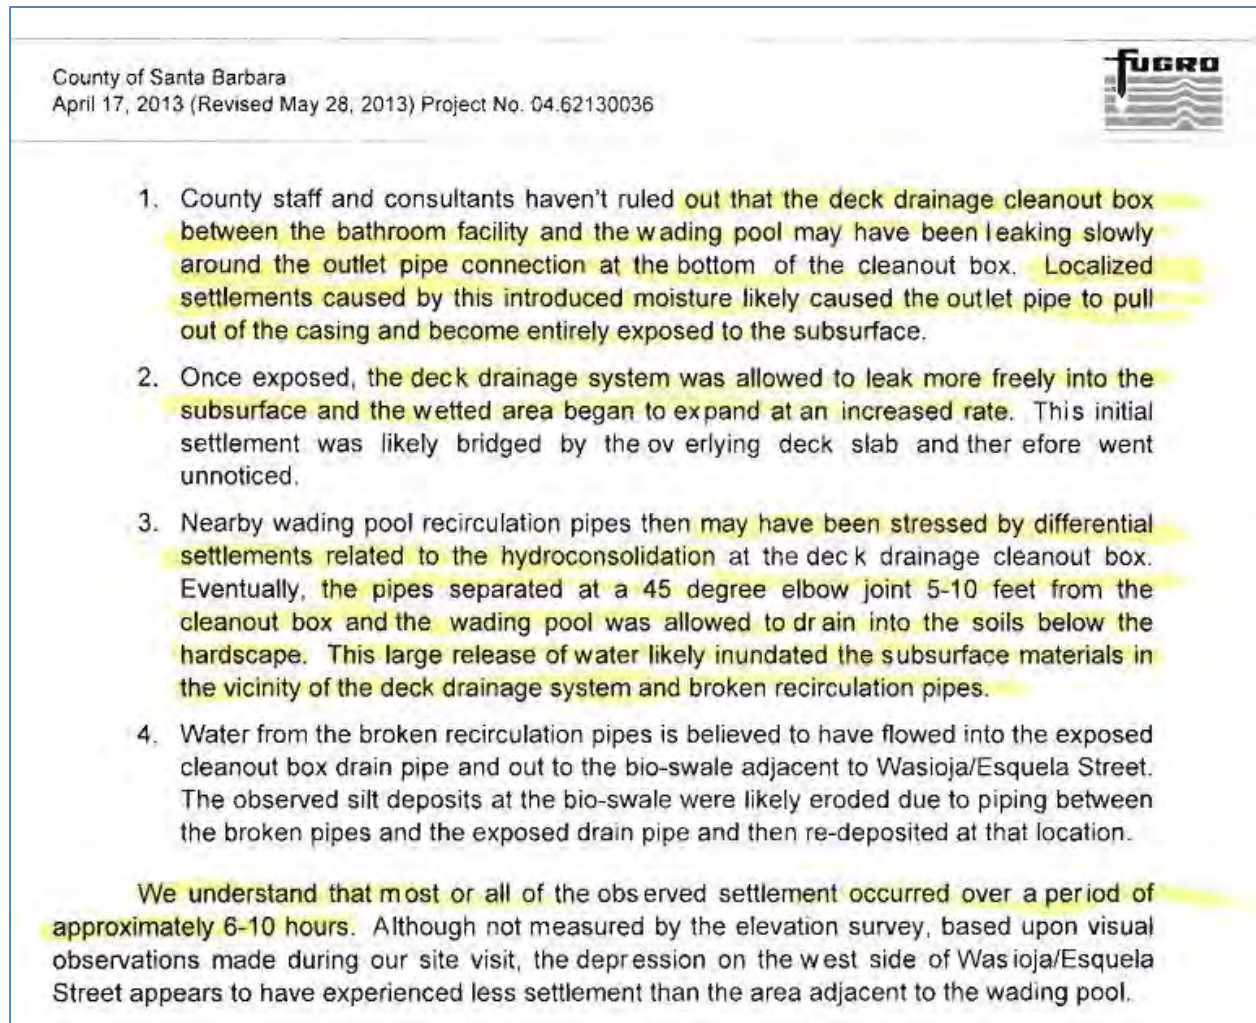 County of Santa Barbara
April 17, 2013 (Revised May 28, 2013) Project No. 04.62130036
fugro
1. County staff and consultants haven't ruled out that the deck drainage cleanout box
between the bathroom facility and the wading pool may have been leaking slowly
around the outlet pipe connection at the bottom of the cleanout box. Localized
settlements caused by this introduced moisture likely caused the outlet pipe to pull
out of the casing and become entirely exposed to the subsurface.
2. Once exposed, the deck drainage system was allowed to leak more freely into the
subsurface and the wetted area began to expand at an increased rate. This initial
settlement was likely bridged by the ov erlying deck slab and ther efore went
unnoticed.
3. Nearby wading pool recirculation pipes then may have been stressed by differential
settlements related to the hydroconsolidation at the dec k drainage cleanout box.
Eventually, the pipes separated at a 45 degree elbow joint 5-10 feet from the
cleanout box and the wading pool was allowed to dr ain into the soils below the
hardscape. This large release of water likely inundated the subsurface materials in
the vicinity of the deck drainage system and broken recirculation pipes.
4. Water from the broken recirculation pipes is believed to have flowed into the exposed
cleanout box drain pipe and out to the bio-swale adjacent to Wasioja/Esquela Street.
The observed silt deposits at the bio-swale were likely eroded due to piping between
the broken pipes and the exposed drain pipe and then re-deposited at that location.
We understand that most or all of the obs erved settlement occurred over a per iod of
approximately 6-10 hours. Although not measured by the elevation survey, based upon visual
observations made during our site visit, the depr ession on the west side of Was ioja/Esquela
Street appears to have experienced less settlement than the area adjacent to the wading pool.